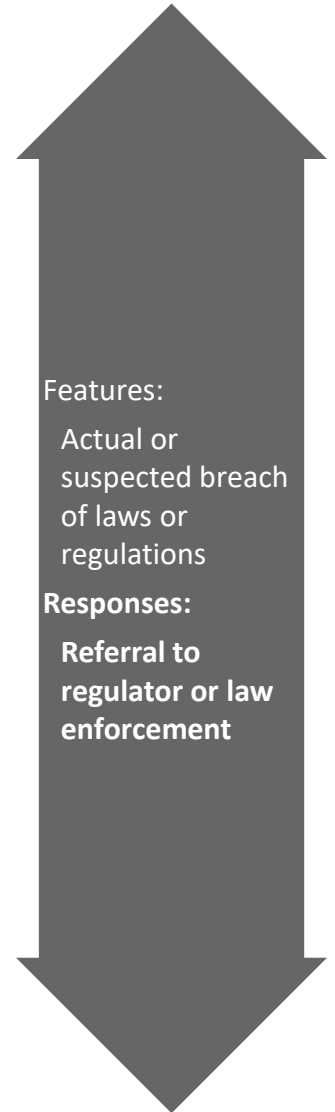 Features:
Actual or
suspected breach
of laws or
regulations
Responses:
Referral to
regulator or law
enforcement